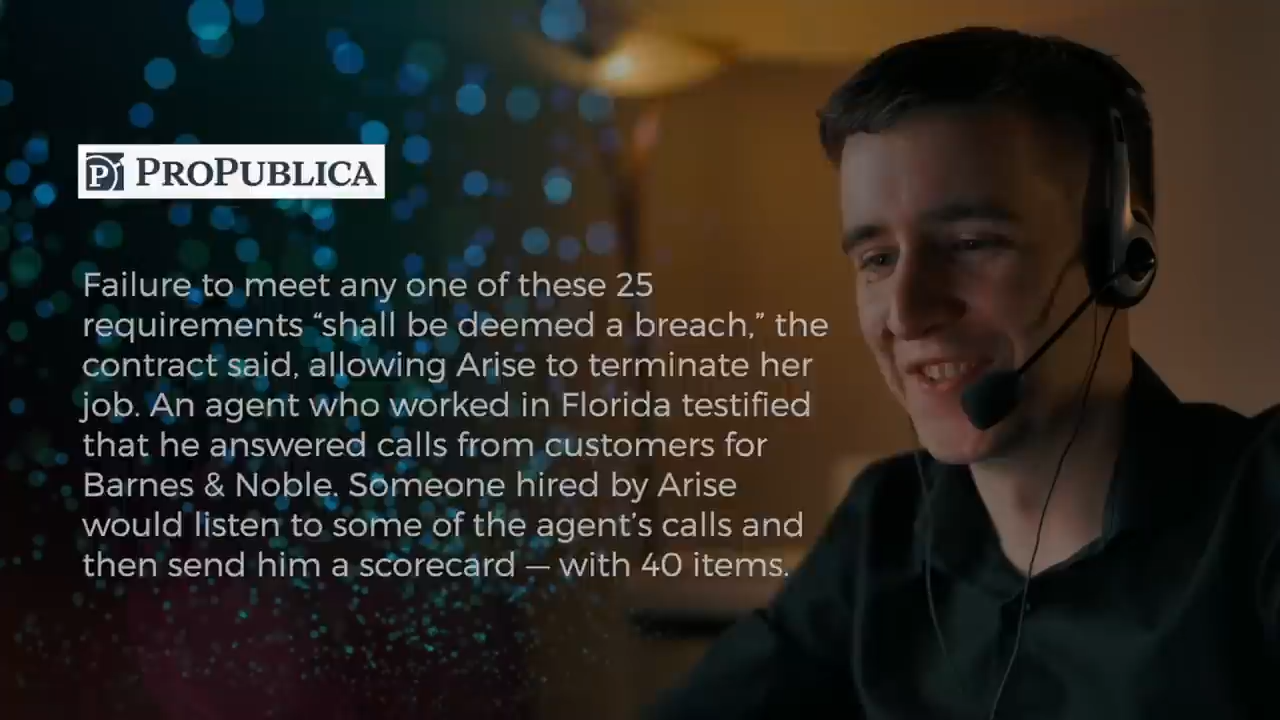 PROPUBLICA
Failure to meet any one of these 25
requirements “shall be deemed a breach,” the
contract said, allowing Arise to terminate her
job. An agent who worked in Florida testified
that he answered calls from customers for
Barnes & Noble. Someone hired by Arise
would listen to some of the agent’s calls and
then send him a scorecard — with 40 items.